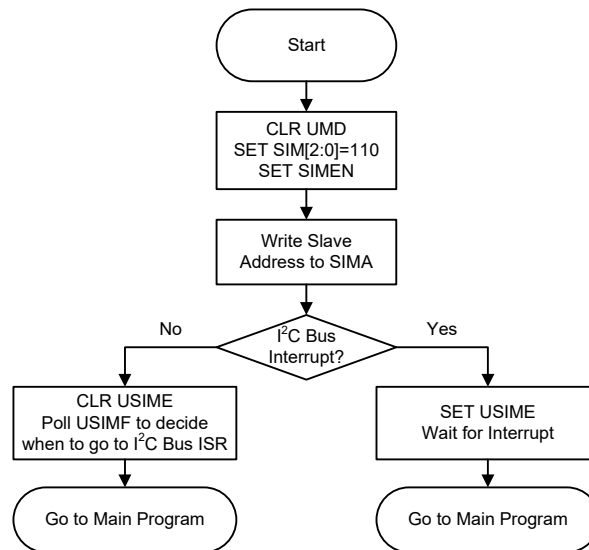 Start
CLR UMD
SET SIM[2:0]=110
SET SIMEN
Write Slave
Address to SIMA
No
I²C Bus
Interrupt?
Yes
CLR USIME
Poll USIMF to decide
when to go to I²C Bus ISR
SET USIME
Wait for Interrupt
Go to Main Program
Go to Main Program